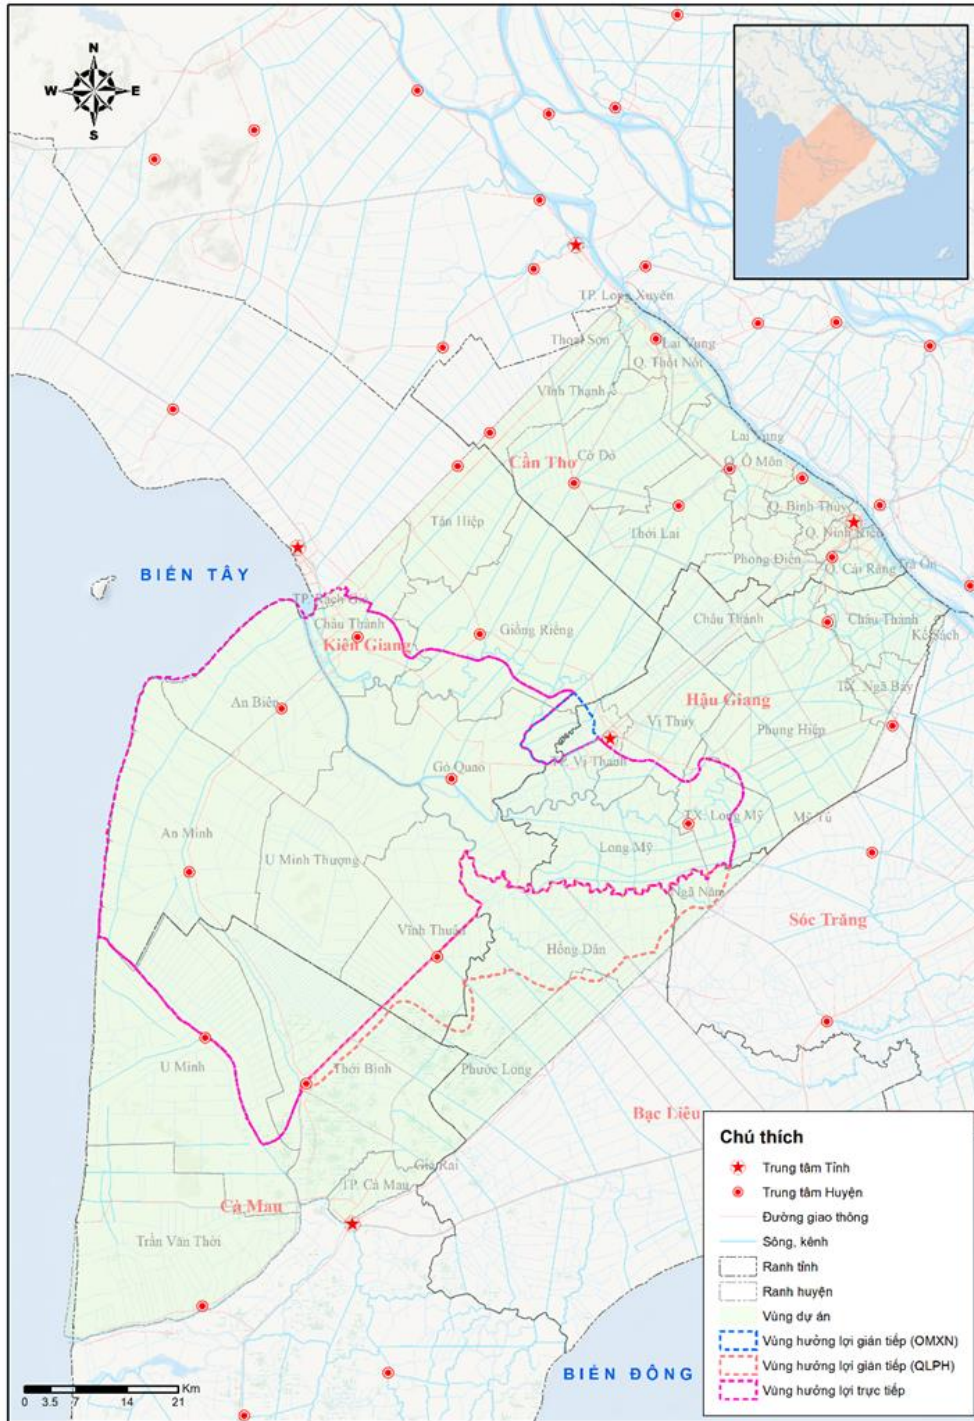 N
W E
S
TP. Long Xuyên
Thoại Sơn
Lai Vung
Q. Thốt Nốt
Vĩnh Thạnh
Lai Vung
Cần Thơ
Cờ Đỏ
Q. Ô Môn
Tân Hiệp
Q. Bình Thủy
Thới Lai
Q. Ninh Kiều
Phong Điền
Q. Cái Răng
Trà Ôn
BIỂN TÂY
TP. Rạch Giá
Châu Thành
Châu Thành
Châu Thành
Giồng Riềng
Kế Sách
Kiên Giang
Hậu Giang
TX. Ngã Bảy
An Biên
Vị Thủy
Phụng Hiệp
Gò Quao
TP. Vị Thanh
An Minh
TX. Long Mỹ
Mỹ Tú
U Minh Thượng
Long Mỹ
Ngã Năm
Sóc Trăng
Vĩnh Thuận
Hồng Dân
U Minh
Thới Bình
Phước Long
Bạc Liêu
Giá Rai
TP. Cà Mau
Cà Mau
Trần Văn Thời
BIỂN ĐÔNG
Km
0 3.5 7 14 21
Chú thích
Trung tâm Tỉnh
Trung tâm Huyện
Đường giao thông
Sông, kênh
Ranh tỉnh
Ranh huyện
Vùng dự án
Vùng hưởng lợi gián tiếp (OMXN)
Vùng hưởng lợi gián tiếp (QLPH)
Vùng hưởng lợi trực tiếp